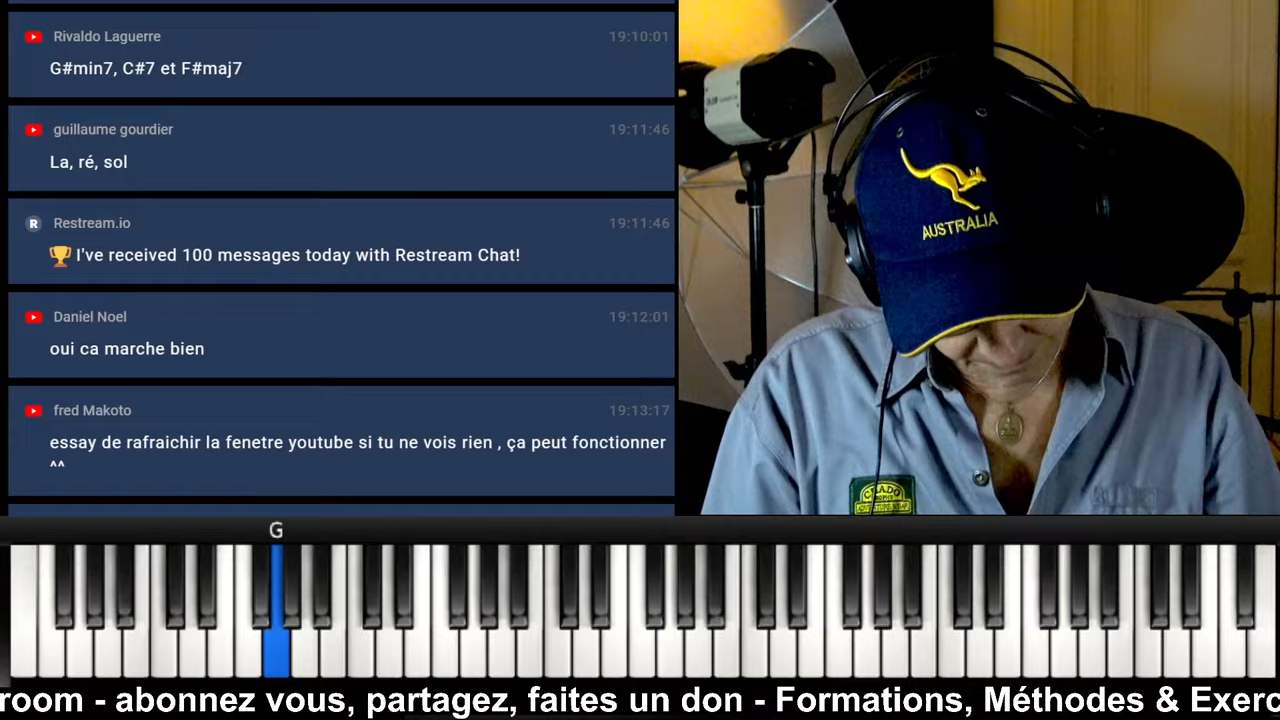 Rivaldo Laguerre 19:10:01
G#min7, C#7 et F#maj7
guillaume gourdier 19:11:46
La, ré, sol
R Restream.io 19:11:46
🏆 I've received 100 messages today with Restream Chat!
Daniel Noel 19:12:01
oui ca marche bien
fred Makoto 19:13:17
essay de rafraichir la fenetre youtube si tu ne vois rien , ça peut fonctionner
^^
AUSTRALIA
G
room - abonnez vous, partagez, faites un don - Formations, Méthodes & Exerc